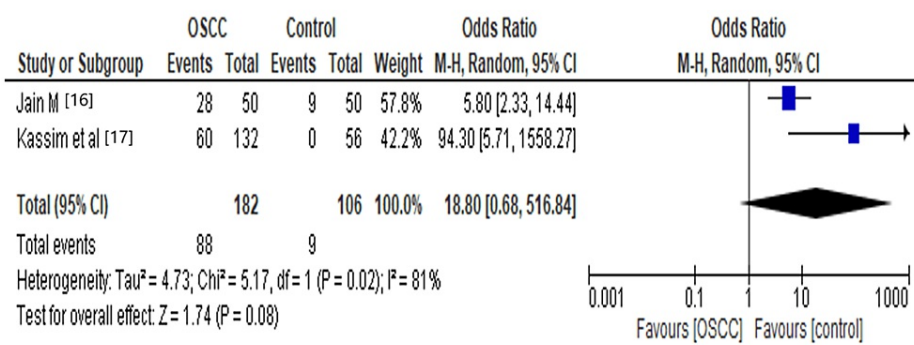 OSCC Control Odds Ratio Odds Ratio
Study or Subgroup Events Total Events Total Weight M-H, Random, 95% CI M-H, Random, 95% CI
Jain M [16] 28 50 9 50 57.8% 5.80 [2.33, 14.44]
Kassim et al [17] 60 132 0 56 42.2% 94.30 [5.71, 1558.27]
Total (95% CI) 182 106 100.0% 18.80 [0.68, 516.84]
Total events 88 9
Heterogeneity: Tau² = 4.73; Chi² = 5.17, df = 1 (P = 0.02); I² = 81%
Test for overall effect: Z = 1.74 (P = 0.08)
0.001 0.1 1 10 1000
Favours [OSCC] Favours [control]